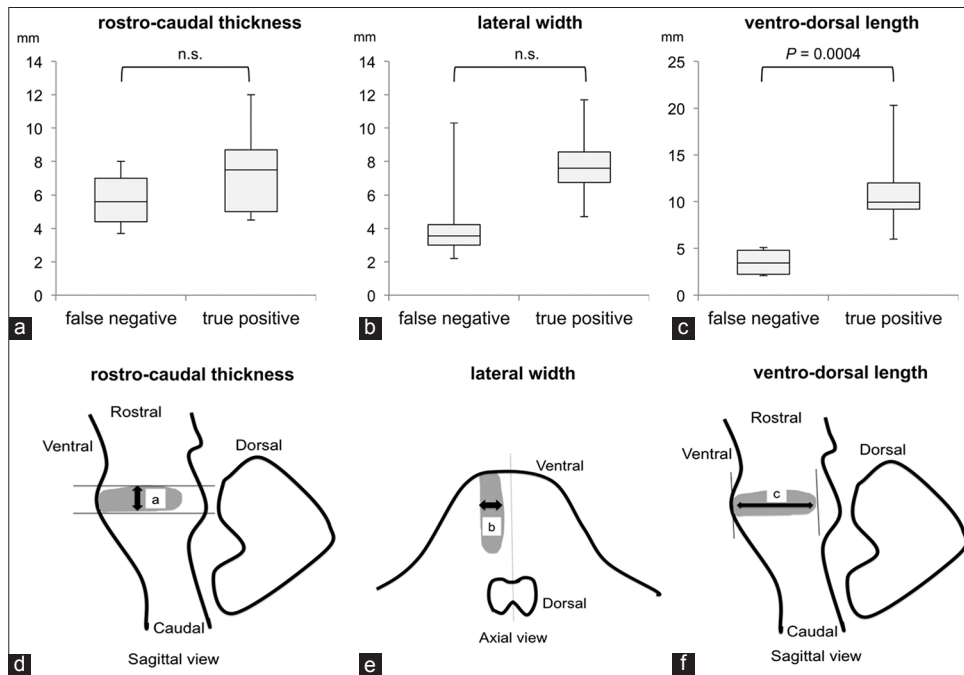 rostro-caudal thickness
mm
n.s.
14
12
10
8
6
4
2
0
false negative
true positive
a
lateral width
mm
n.s.
14
12
10
8
6
4
2
0
false negative
true positive
b
ventro-dorsal length
mm
P = 0.0004
25
20
15
10
5
0
false negative
true positive
c
rostro-caudal thickness
Rostral
Ventral
Dorsal
a
Caudal
Sagittal view
d
lateral width
Ventral
b
Dorsal
Axial view
e
ventro-dorsal length
Rostral
Ventral
Dorsal
c
Caudal
Sagittal view
f